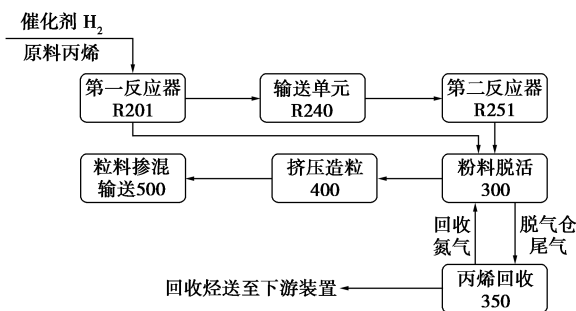 催化剂 H₂
原料丙烯
第一反应器
R201
输送单元
R240
第二反应器
R251
粒料掺混
输送500
挤压造粒
400
粉料脱活
300
回收
氮气
脱气仓
尾气
回收烃送至下游装置
丙烯回收
350